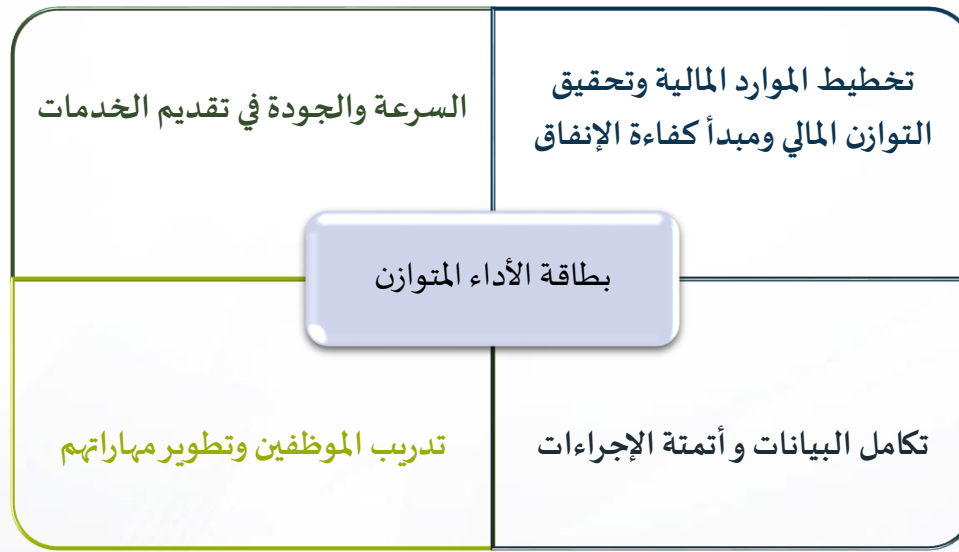 تخطيط الموارد المالية وتحقيق
التوازن المالي ومبدأ كفاءة الإنفاق
السرعة والجودة في تقديم الخدمات
بطاقة الأداء المتوازن
تكامل البيانات و أتمتة الإجراءات
تدريب الموظفين وتطوير مهاراتهم